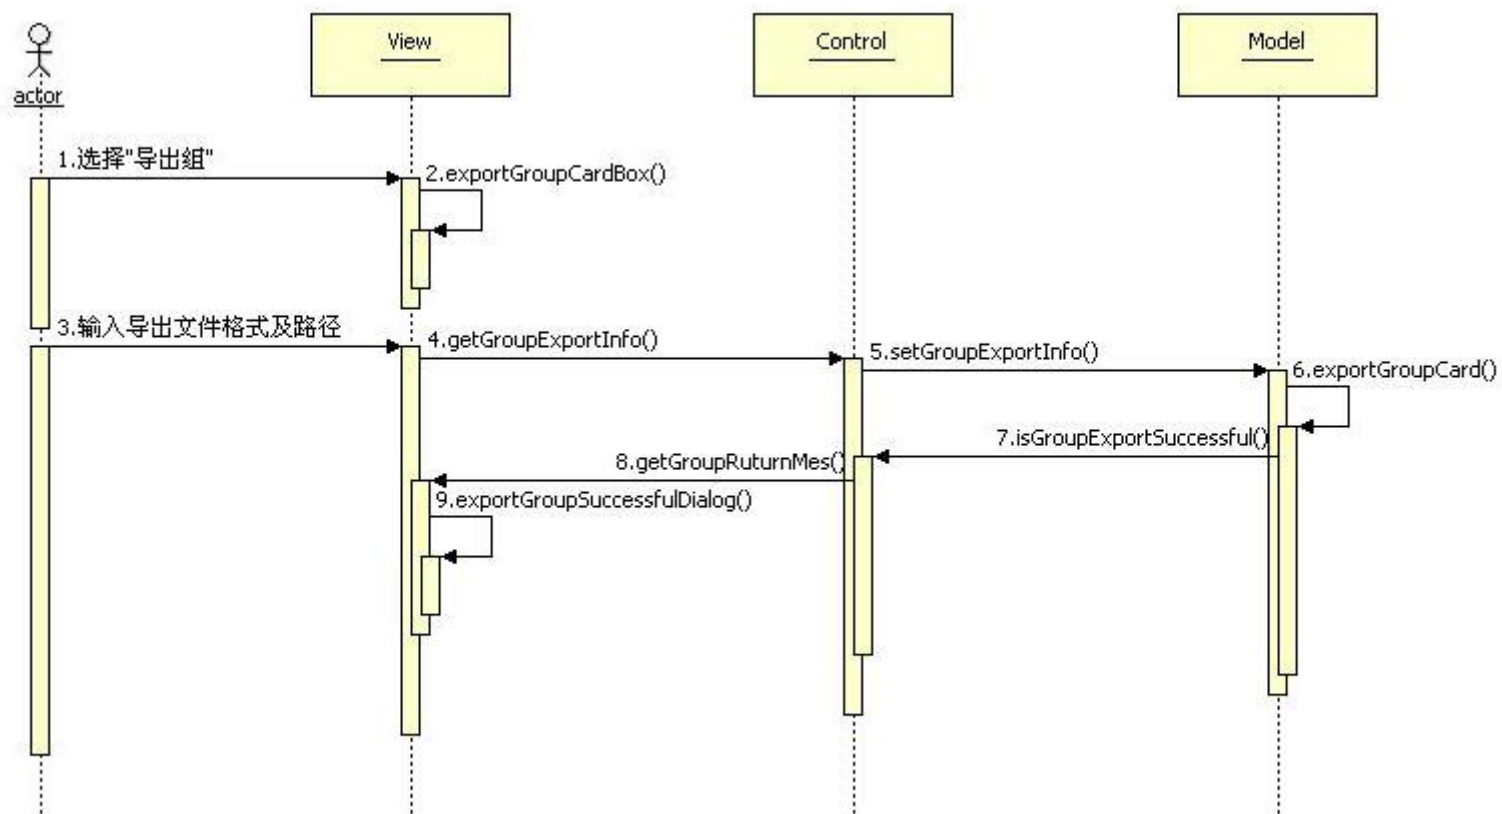 View
Control
Model
actor
1.选择"导出组"
2.exportGroupCardBox()
3.输入导出文件格式及路径
4.getGroupExportInfo()
5.setGroupExportInfo()
6.exportGroupCard()
7.isGroupExportSuccessful()
8.getGroupRuturnMes()
9.exportGroupSuccessfulDialog()